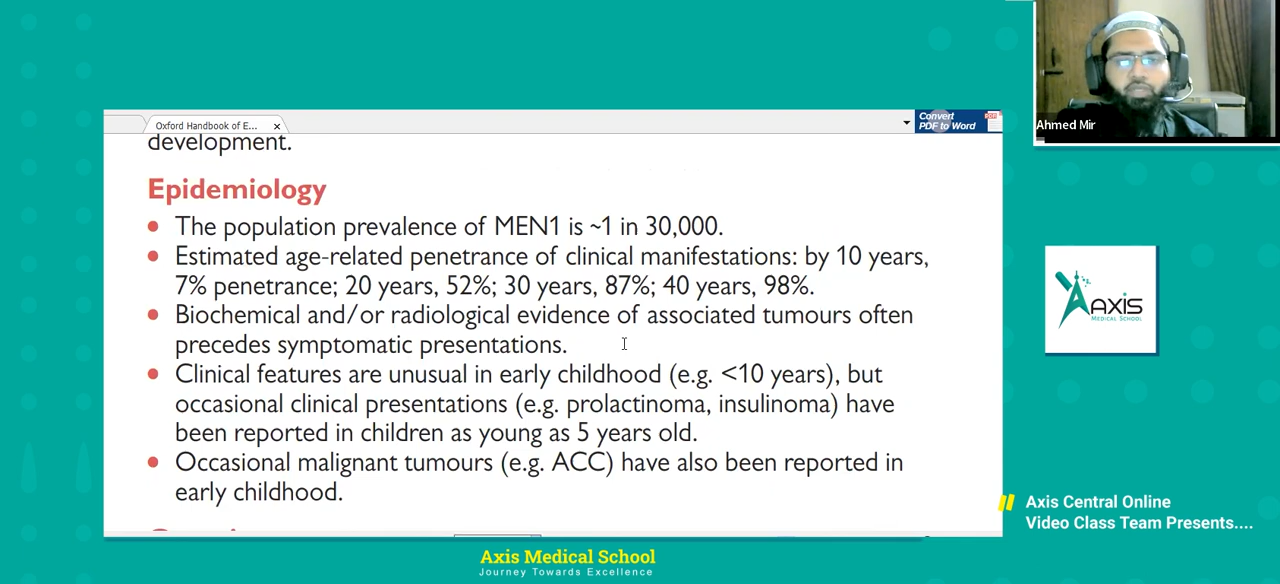 Oxford Handbook of E...
Convert
PDF to Word
PDF
Ahmed Mir
development.
Epidemiology
• The population prevalence of MEN1 is ~1 in 30,000.
• Estimated age-related penetrance of clinical manifestations: by 10 years,
7% penetrance; 20 years, 52%; 30 years, 87%; 40 years, 98%.
• Biochemical and/or radiological evidence of associated tumours often
precedes symptomatic presentations.
• Clinical features are unusual in early childhood (e.g. <10 years), but
occasional clinical presentations (e.g. prolactinoma, insulinoma) have
been reported in children as young as 5 years old.
• Occasional malignant tumours (e.g. ACC) have also been reported in
early childhood.
AXIS
MEDICAL SCHOOL
Axis Central Online
Video Class Team Presents....
Axis Medical School
Journey Towards Excellence